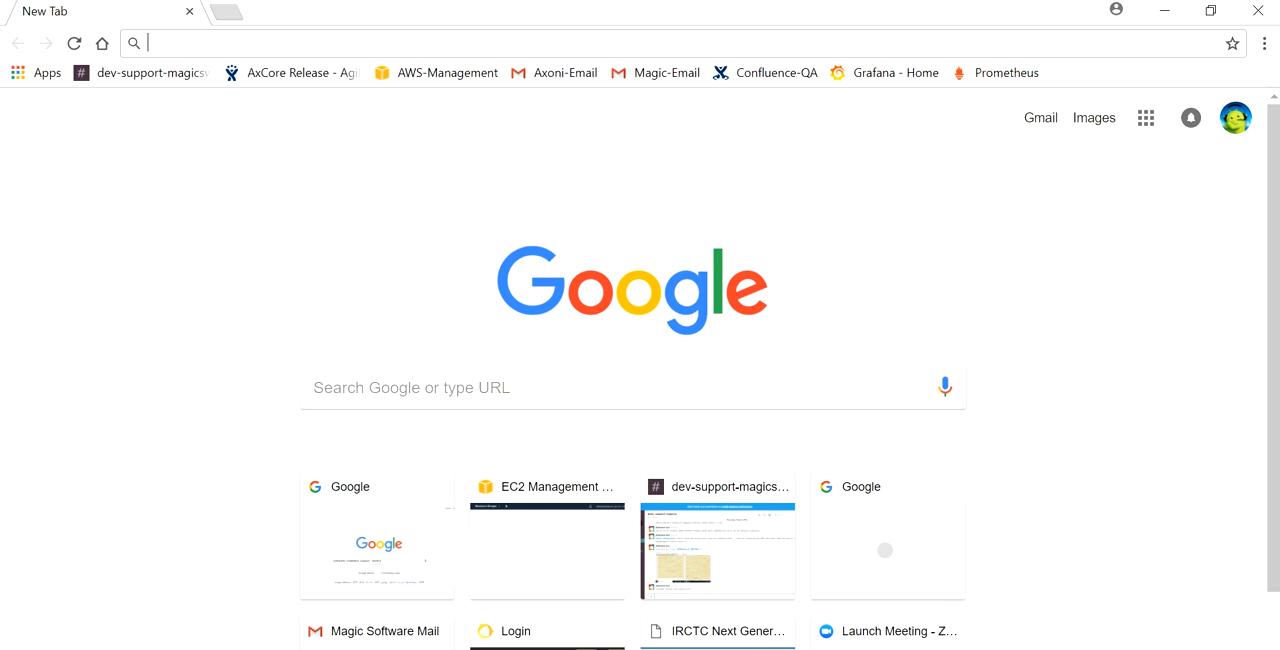 New Tab
Apps # dev-support-magicsw AxCore Release - Agil AWS-Management Axoni-Email Magic-Email Confluence-QA Grafana - Home Prometheus
Gmail Images
Google
Search Google or type URL
Google EC2 Management ... # dev-support-magics... Google
Google
Magic Software Mail Login IRCTC Next Gener... Launch Meeting - Z...